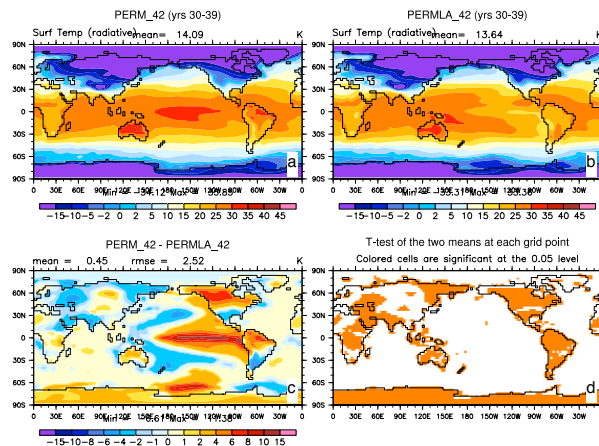 PERM_42 (yrs 30-39)
Surf Temp (radiative) mean= 14.09 K
90N
60N
30N
0
30S
60S
90S
a
0 30E 60E 90E 120E 150E 180 150W 120W 90W 60W 30W
−15−10−5 −2 0 2 5 10 15 20 25 30 35 40 45
PERMLA_42 (yrs 30-39)
Surf Temp (radiative) mean= 13.64 K
90N
60N
30N
0
30S
60S
90S
b
0 30E 60E 90E 120E 150E 180 150W 120W 90W 60W 30W
−15−10−5 −2 0 2 5 10 15 20 25 30 35 40 45
PERM_42 - PERMLA_42
mean = 0.45 rmse = 2.52 K
90N
60N
30N
0
30S
60S
90S
c
0 30E 60E 90E 120E 150E 180 150W 120W 90W 60W 30W
−15−10−8 −6 −4 −2 −1 0 1 2 4 6 8 10 15
T-test of the two means at each grid point
Colored cells are significant at the 0.05 level
90N
60N
30N
0
30S
60S
90S
d
0 30E 60E 90E 120E 150E 180 150W 120W 90W 60W 30W